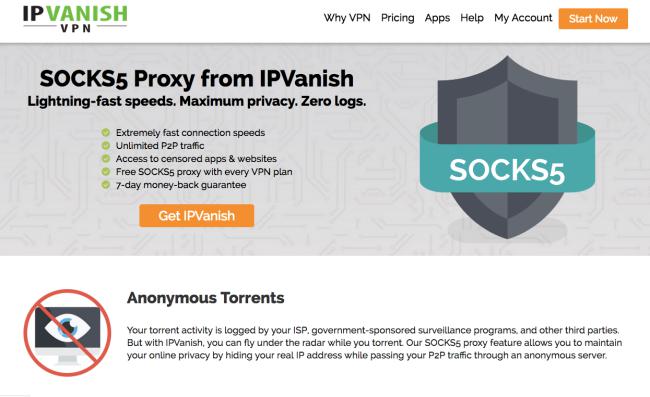 IPVANISH
VPN
Why VPN Pricing Apps Help My Account Start Now
SOCKS5 Proxy from IPVanish
Lightning-fast speeds. Maximum privacy. Zero logs.
Extremely fast connection speeds
Unlimited P2P traffic
Access to censored apps & websites
Free SOCKS5 proxy with every VPN plan
7-day money-back guarantee
Get IPVanish
SOCKS5
Anonymous Torrents
Your torrent activity is logged by your ISP, government-sponsored surveillance programs, and other third parties.
But with IPVanish, you can fly under the radar while you torrent. Our SOCKS5 proxy feature allows you to maintain
your online privacy by hiding your real IP address while passing your P2P traffic through an anonymous server.